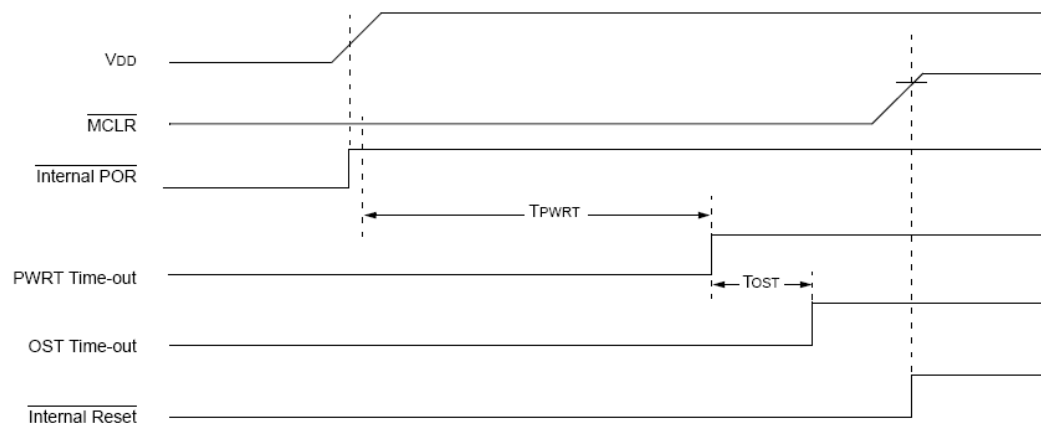 VDD
MCLR
Internal POR
TPWRT
PWRT Time-out
TOST
OST Time-out
Internal Reset